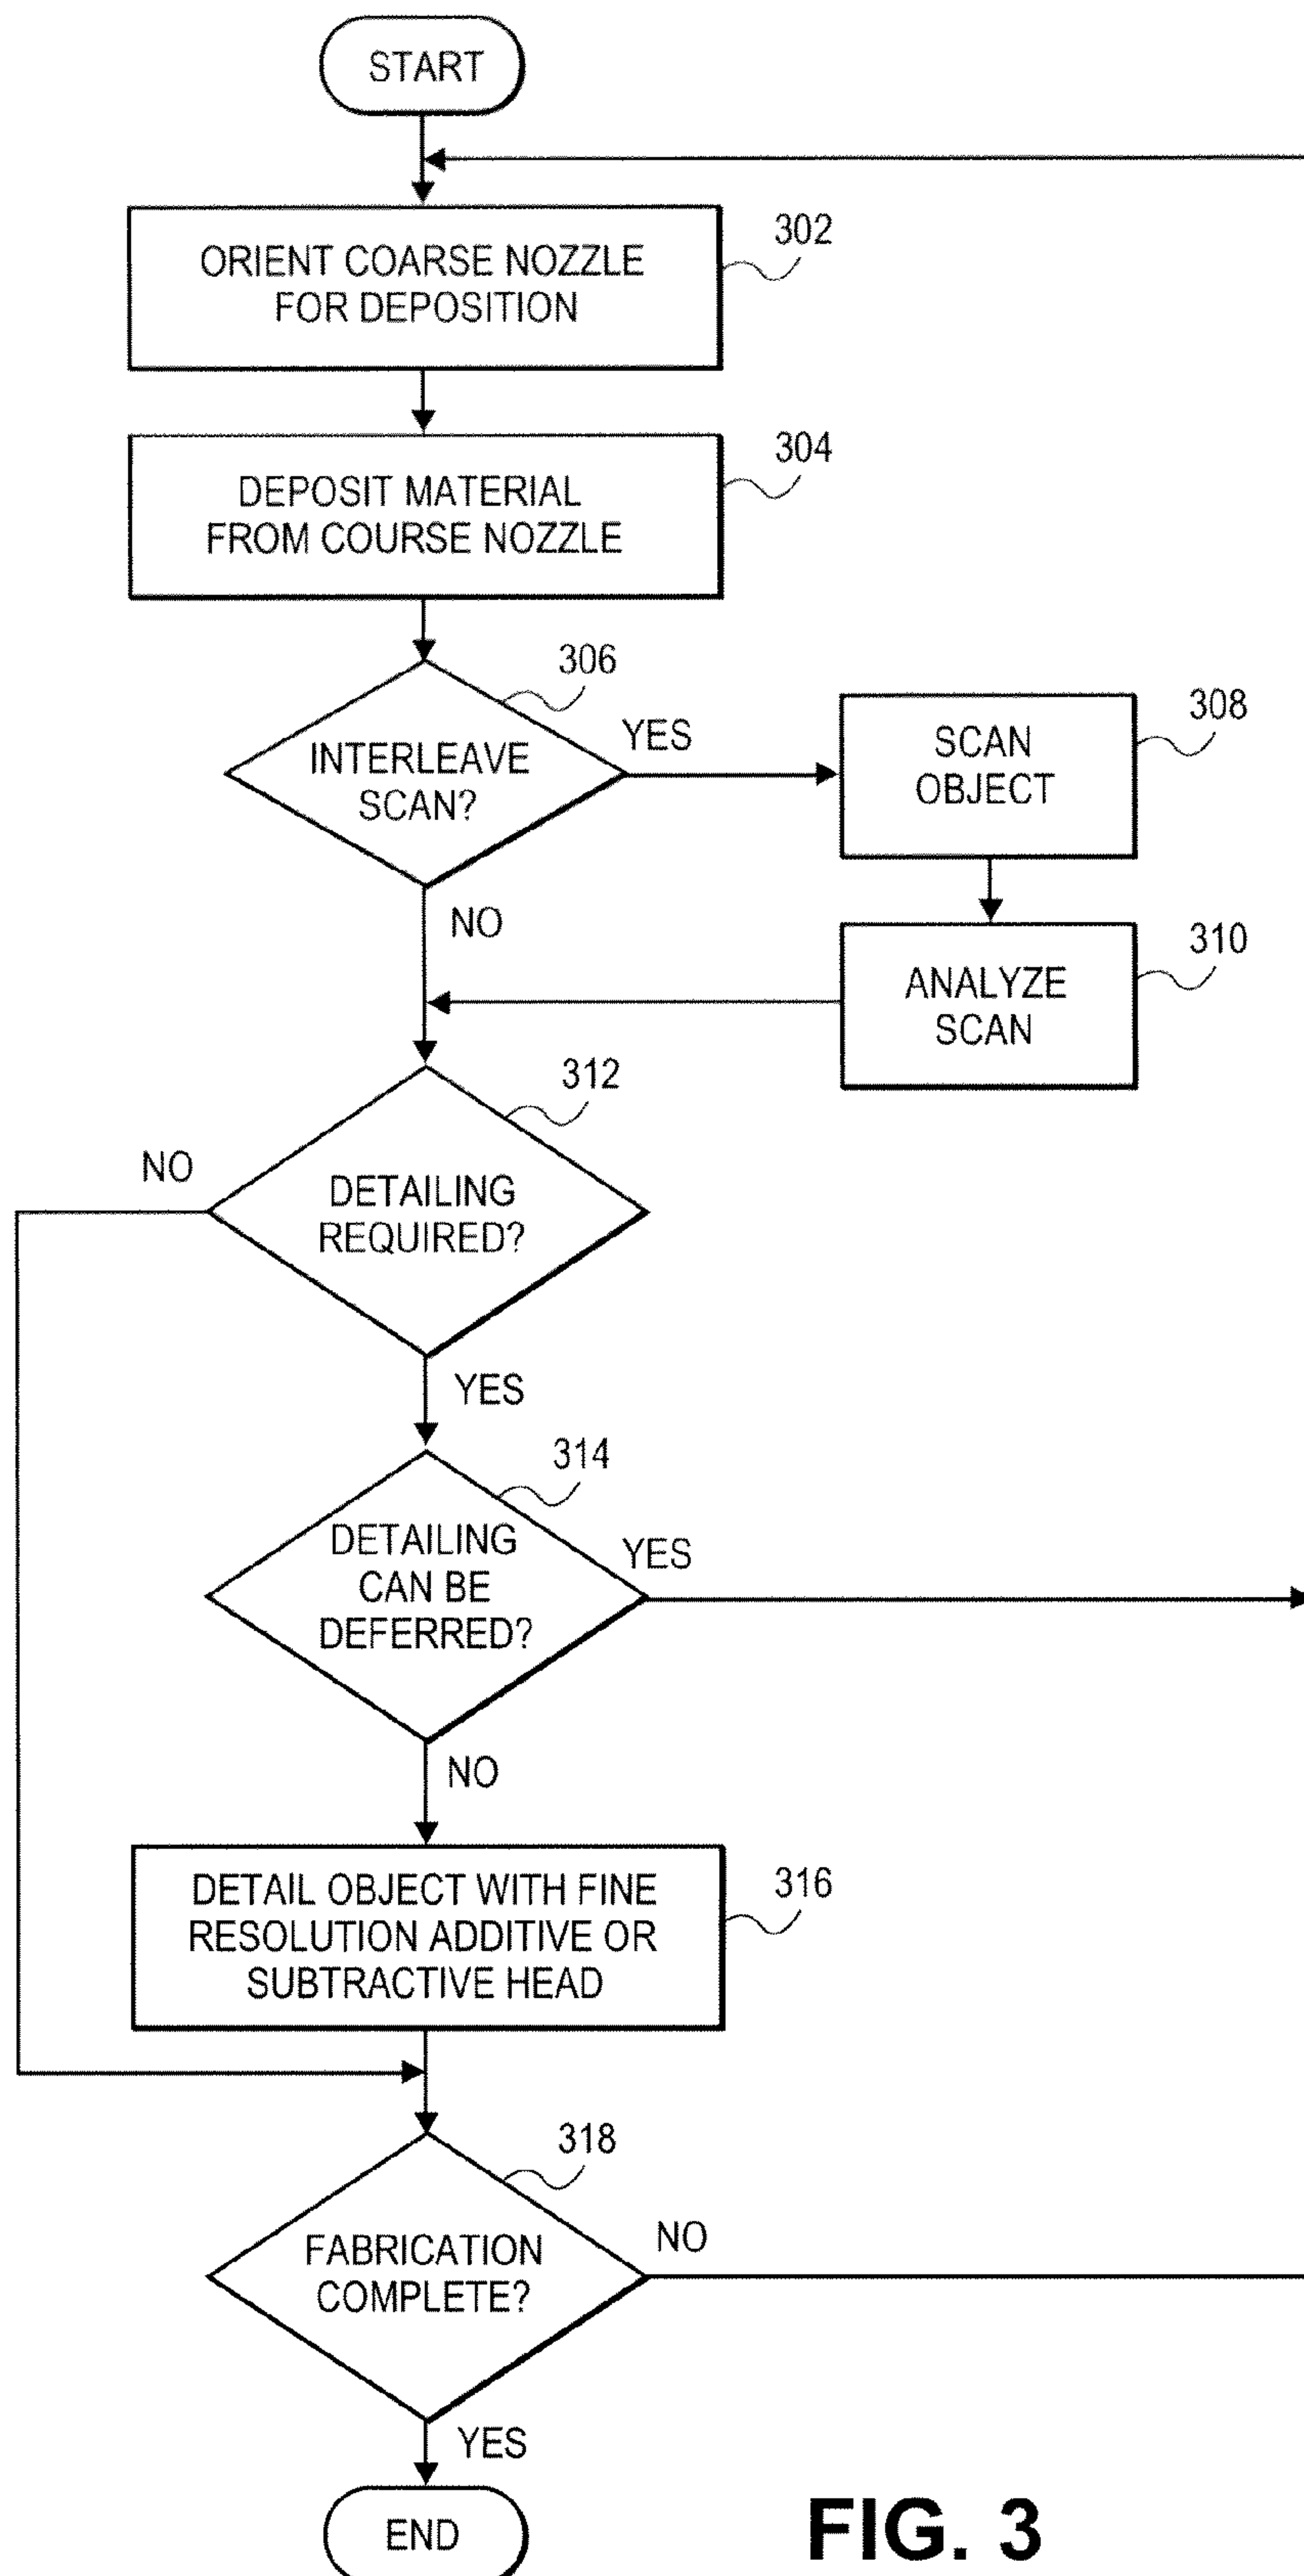 START
302
ORIENT COARSE NOZZLE
FOR DEPOSITION
304
DEPOSIT MATERIAL
FROM COURSE NOZZLE
306
INTERLEAVE
SCAN?
YES
308
SCAN
OBJECT
NO
310
ANALYZE
SCAN
312
NO
DETAILING
REQUIRED?
YES
314
DETAILING
CAN BE
DEFERRED?
YES
NO
316
DETAIL OBJECT WITH FINE
RESOLUTION ADDITIVE OR
SUBTRACTIVE HEAD
318
FABRICATION
COMPLETE?
NO
YES
END
FIG. 3